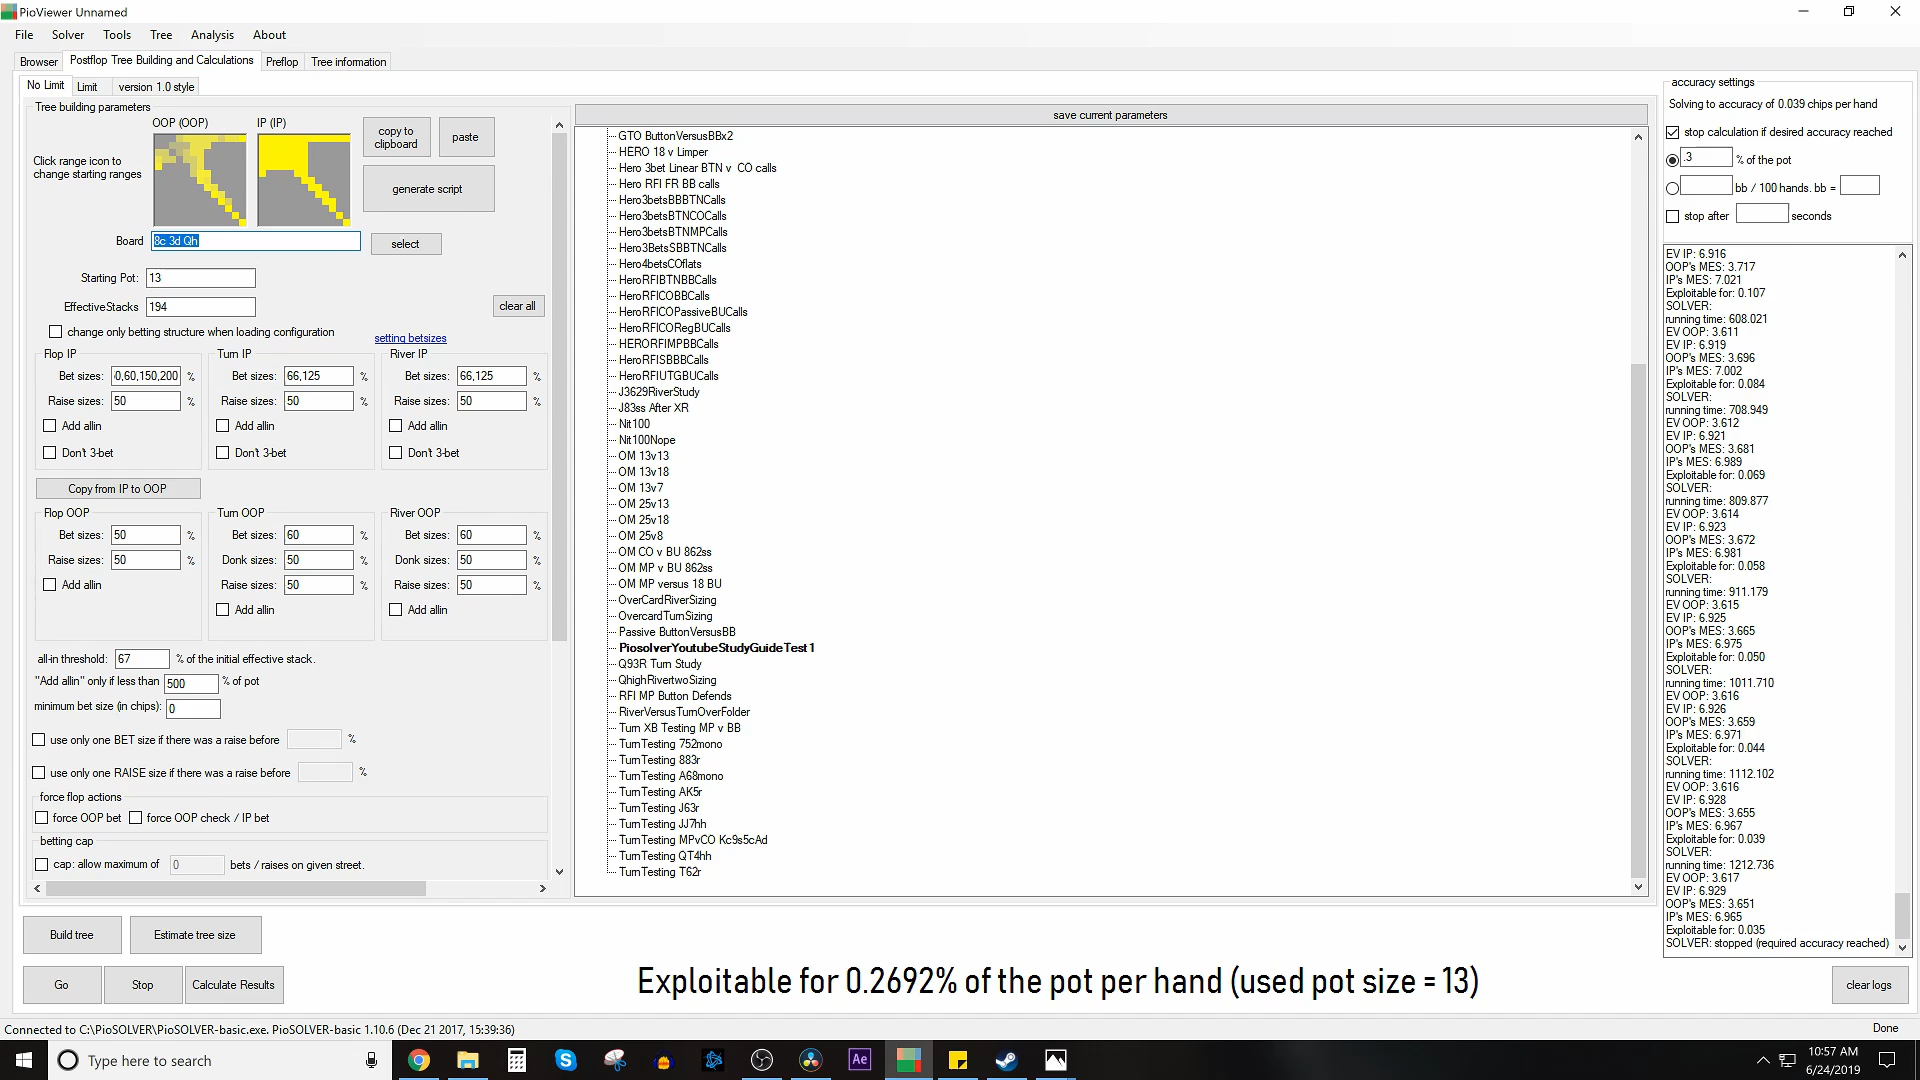 PioViewer Unnamed
File Solver Tools Tree Analysis About
Browser Postflop Tree Building and Calculations Preflop Tree information
No Limit Limit version 1.0 style
Tree building parameters
OOP (OOP) IP (IP)
copy to
clipboard
paste
Click range icon to
change starting ranges
generate script
Board 8c 3d Qh select
Starting Pot: 13
EffectiveStacks 194 clear all
change only betting structure when loading configuration
setting betsizes
Flop IP Turn IP River IP
Bet sizes: 0,60,150,200 % Bet sizes: 66,125 % Bet sizes: 66,125 %
Raise sizes: 50 % Raise sizes: 50 % Raise sizes: 50 %
Add allin Add allin Add allin
Don't 3-bet Don't 3-bet Don't 3-bet
Copy from IP to OOP
Flop OOP Turn OOP River OOP
Bet sizes: 50 % Bet sizes: 60 % Bet sizes: 60 %
Raise sizes: 50 % Donk sizes: 50 % Donk sizes: 50 %
Add allin Raise sizes: 50 % Raise sizes: 50 %
Add allin Add allin
all-in threshold: 67 % of the initial effective stack.
"Add allin" only if less than 500 % of pot
minimum bet size (in chips): 0
use only one BET size if there was a raise before %
use only one RAISE size if there was a raise before %
force flop actions
force OOP bet force OOP check / IP bet
betting cap
cap: allow maximum of 0 bets / raises on given street.
Build tree Estimate tree size
Go Stop Calculate Results
save current parameters
GTO ButtonVersusBBx2
HERO 18 v Limper
Hero 3bet Linear BTN v CO calls
Hero RFI FR BB calls
Hero3betsBBBTNCalls
Hero3betsBTNCOCalls
Hero3betsBTNMPCalls
Hero3BetsSBBTNCalls
Hero4betsCOflats
HeroRFIBTNBBCalls
HeroRFICOBBCalls
HeroRFICOPassiveBUCalls
HeroRFICORegBUCalls
HERORFIMPBBCalls
HeroRFISBBBCalls
HeroRFIUTGBUCalls
J3629RiverStudy
J83ss After XR
Nit100
Nit100Nope
OM 13v13
OM 13v18
OM 13v7
OM 25v13
OM 25v18
OM 25v8
OM CO v BU 862ss
OM MP v BU 862ss
OM MP versus 18 BU
OverCardRiverSizing
OvercardTurnSizing
Passive ButtonVersusBB
PiosolverYoutubeStudyGuideTest1
Q93R Turn Study
QhighRivertwoSizing
RFI MP Button Defends
RiverVersusTurnOverFolder
Turn XB Testing MP v BB
TurnTesting 752mono
TurnTesting 883r
TurnTesting A68mono
TurnTesting AK5r
TurnTesting J63r
TurnTesting JJ7hh
TurnTesting MPvCO Kc9s5cAd
TurnTesting QT4hh
TurnTesting T62r
accuracy settings
Solving to accuracy of 0.039 chips per hand
stop calculation if desired accuracy reached
.3 % of the pot
bb / 100 hands. bb =
stop after seconds
EV IP: 6.916
OOP's MES: 3.717
IP's MES: 7.021
Exploitable for: 0.107
SOLVER:
running time: 608.021
EV OOP: 3.611
EV IP: 6.919
OOP's MES: 3.696
IP's MES: 7.002
Exploitable for: 0.084
SOLVER:
running time: 708.949
EV OOP: 3.612
EV IP: 6.921
OOP's MES: 3.681
IP's MES: 6.989
Exploitable for: 0.069
SOLVER:
running time: 809.877
EV OOP: 3.614
EV IP: 6.923
OOP's MES: 3.672
IP's MES: 6.981
Exploitable for: 0.058
SOLVER:
running time: 911.179
EV OOP: 3.615
EV IP: 6.925
OOP's MES: 3.665
IP's MES: 6.975
Exploitable for: 0.050
SOLVER:
running time: 1011.710
EV OOP: 3.616
EV IP: 6.926
OOP's MES: 3.659
IP's MES: 6.971
Exploitable for: 0.044
SOLVER:
running time: 1112.102
EV OOP: 3.616
EV IP: 6.928
OOP's MES: 3.655
IP's MES: 6.967
Exploitable for: 0.039
SOLVER:
running time: 1212.736
EV OOP: 3.617
EV IP: 6.929
OOP's MES: 3.651
IP's MES: 6.965
Exploitable for: 0.035
SOLVER: stopped (required accuracy reached)
Exploitable for 0.2692% of the pot per hand (used pot size = 13)
clear logs
Connected to C:\PioSOLVER\PioSOLVER-basic.exe. PioSOLVER-basic 1.10.6 (Dec 21 2017, 15:39:36) Done
Type here to search
Ae
10:57 AM
6/24/2019